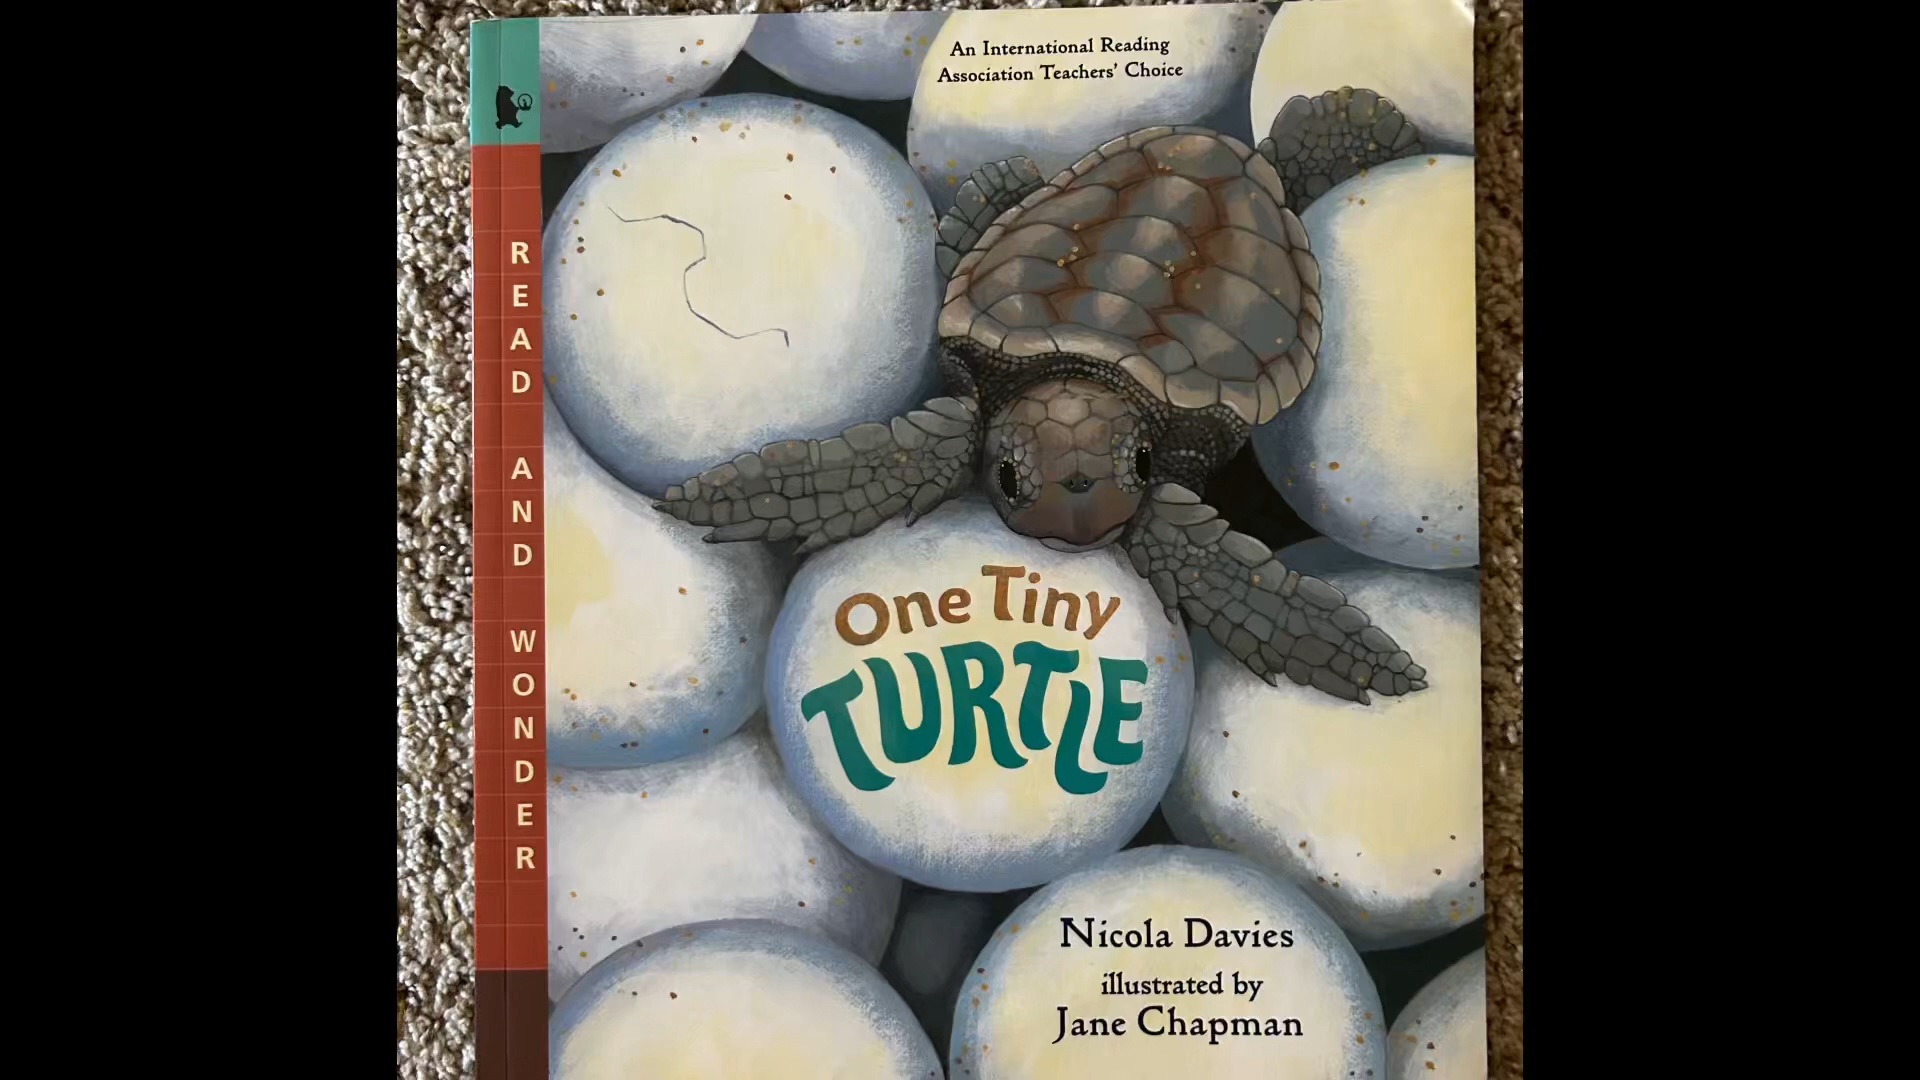 An International Reading
Association Teachers' Choice
READ AND WONDER
One Tiny
TURTLE
Nicola Davies
illustrated by
Jane Chapman